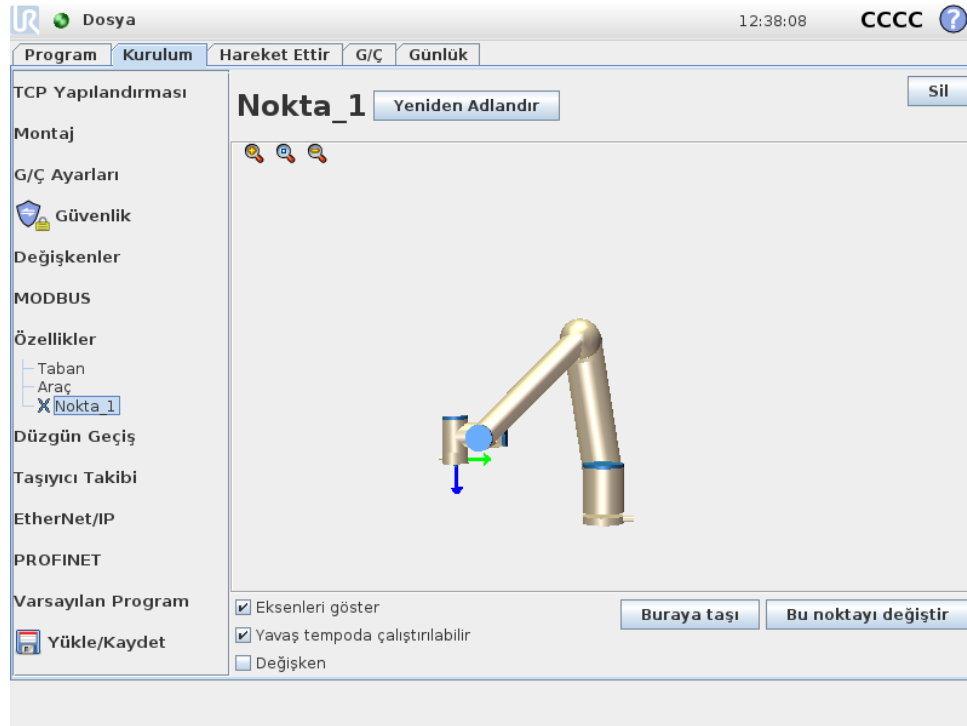 UR Dosya 12:38:08 CCCC ?
Program Kurulum Hareket Ettir G/Ç Günlük
TCP Yapılandırması
Montaj
G/Ç Ayarları
Güvenlik
Değişkenler
MODBUS
Özellikler
Taban
Araç
Nokta_1
Düzgün Geçiş
Taşıyıcı Takibi
EtherNet/IP
PROFINET
Varsayılan Program
Yükle/Kaydet
Nokta_1 Yeniden Adlandır Sil
Eksenleri göster
Yavaş tempoda çalıştırılabilir
Değişken
Buraya taşı Bu noktayı değiştir